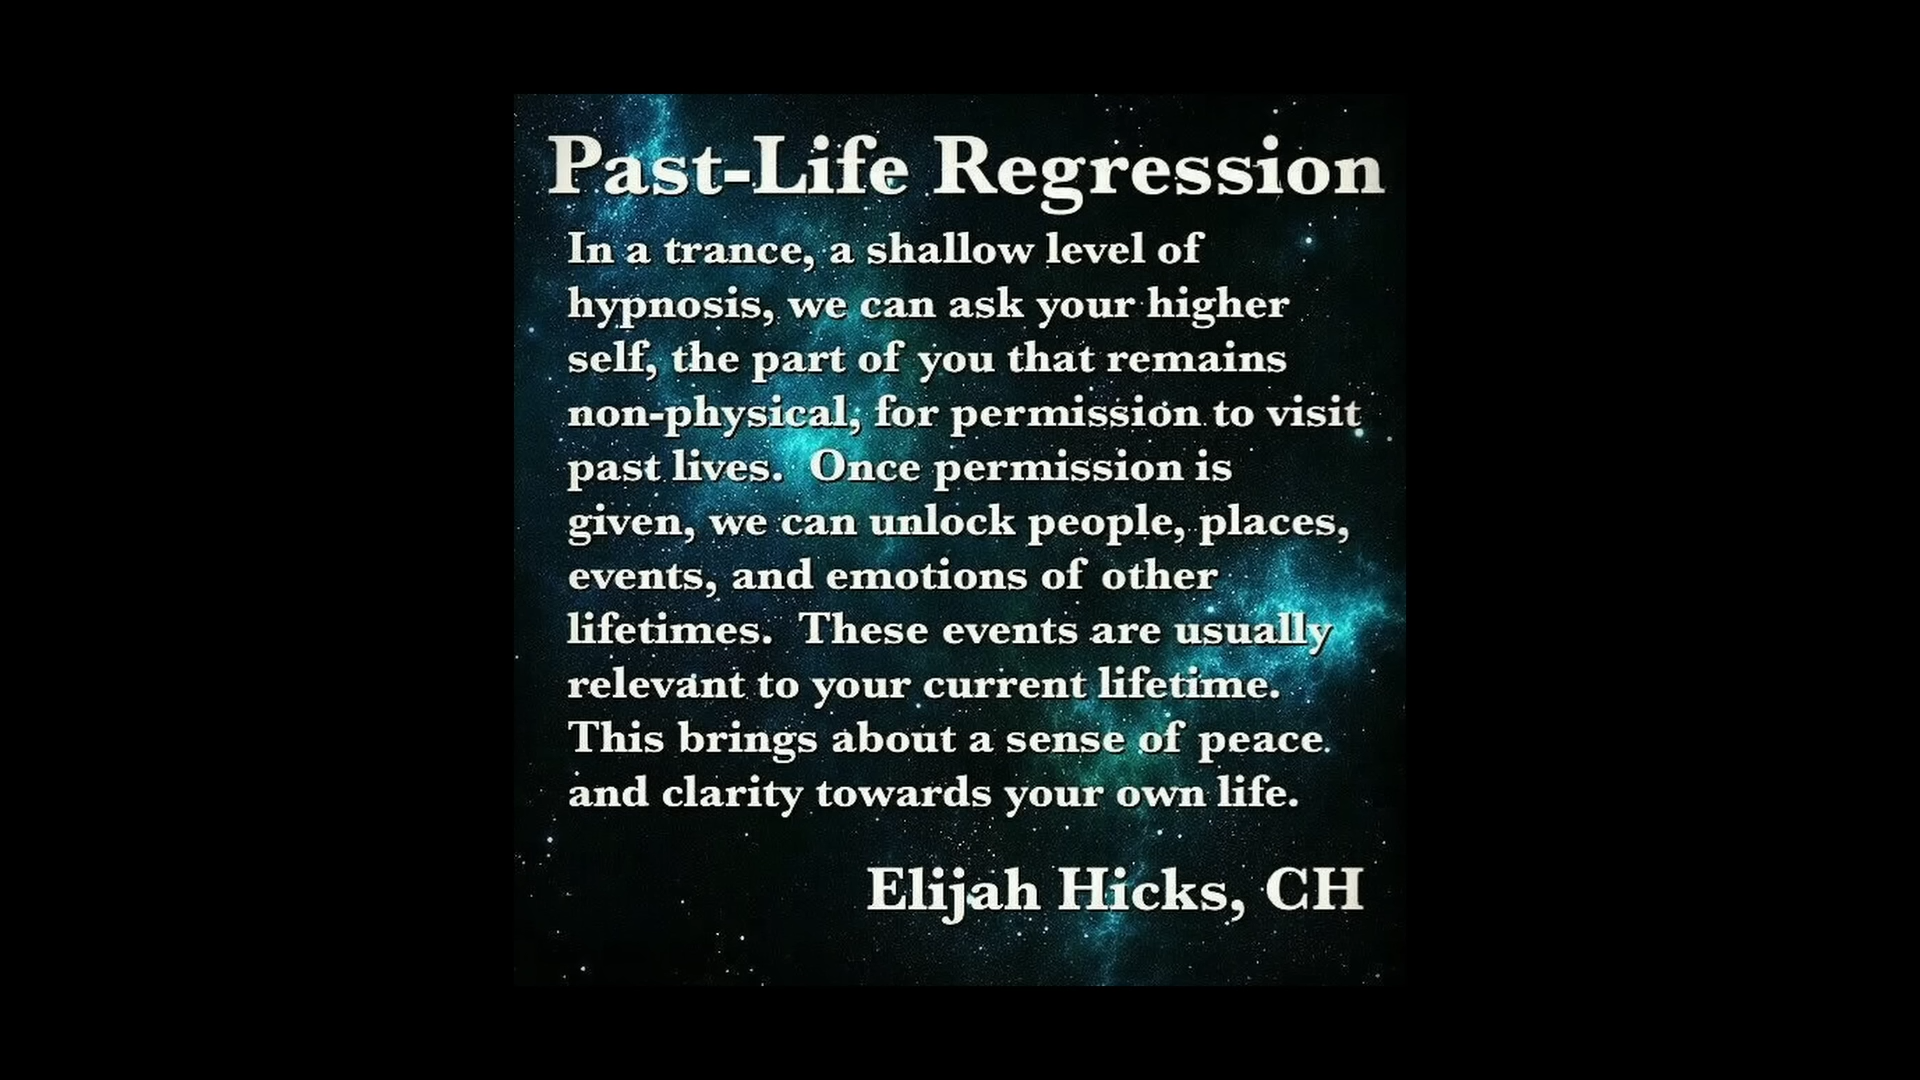 Past-Life Regression
In a trance, a shallow level of
hypnosis, we can ask your higher
self, the part of you that remains
non-physical, for permission to visit
past lives.  Once permission is
given, we can unlock people, places,
events, and emotions of other
lifetimes.  These events are usually
relevant to your current lifetime.
This brings about a sense of peace
and clarity towards your own life.
Elijah Hicks, CH